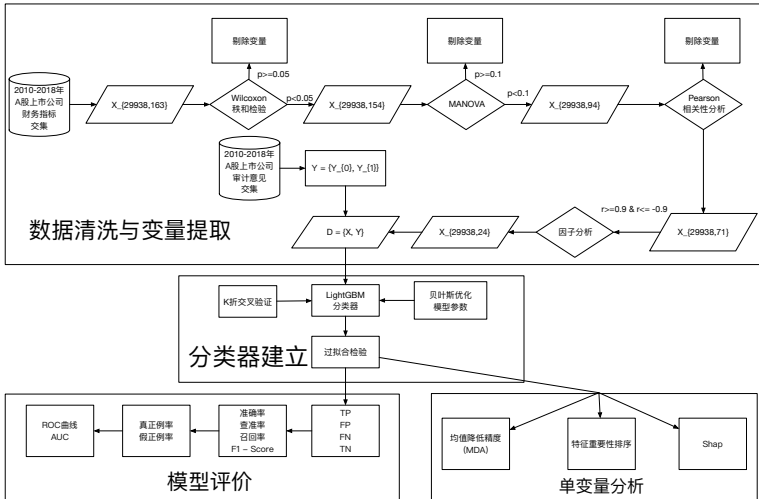 剔除变量
剔除变量
剔除变量
p>=0.05
p>=0.1
2010-2018年
A股上市公司
财务指标
交集
X_{29938,163}
Wilcoxon
秩和检验
p<0.05
X_{29938,154}
MANOVA
p<0.1
X_{29938,94}
Pearson
相关性分析
2010-2018年
A股上市公司
审计意见
交集
Y = {Y_{0}, Y_{1}}
r>=0.9 & r<= -0.9
数据清洗与变量提取
D = {X, Y}
X_{29938,24}
因子分析
X_{29938,71}
K折交叉验证
LightGBM
分类器
贝叶斯优化
模型参数
分类器建立
过拟合检验
ROC曲线
AUC
真正例率
假正例率
准确率
查准率
召回率
F1 – Score
TP
FP
FN
TN
模型评价
均值降低精度
(MDA)
特征重要性排序
Shap
单变量分析